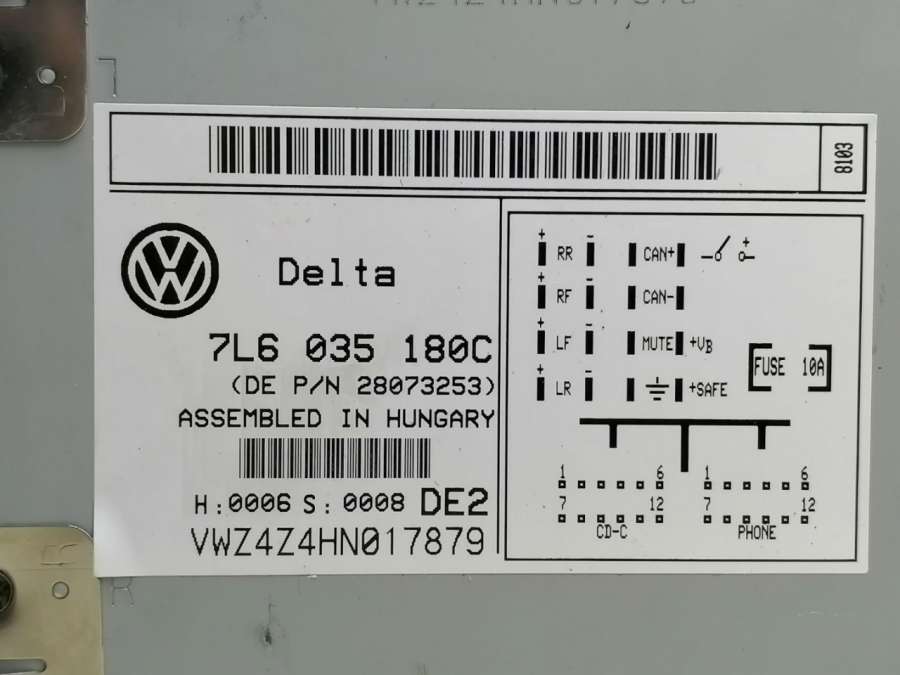 8103
Delta
7L6 035 180C
(DE P/N 28073253)
ASSEMBLED IN HUNGARY
H:0006 S:0008 DE2
VWZ4Z4HN017879
+ RR - CAN+ +
+ RF - CAN-
+ LF - MUTE +VB
+ LR - +SAFE
FUSE 10A
1 6 1 6
7 12 7 12
CD-C PHONE